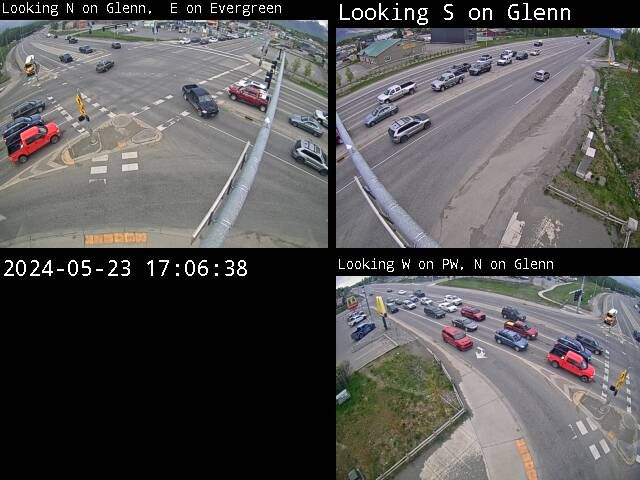 Looking N on Glenn,  E on Evergreen
Looking S on Glenn
2024-05-23 17:06:38
Looking W on PW, N on Glenn